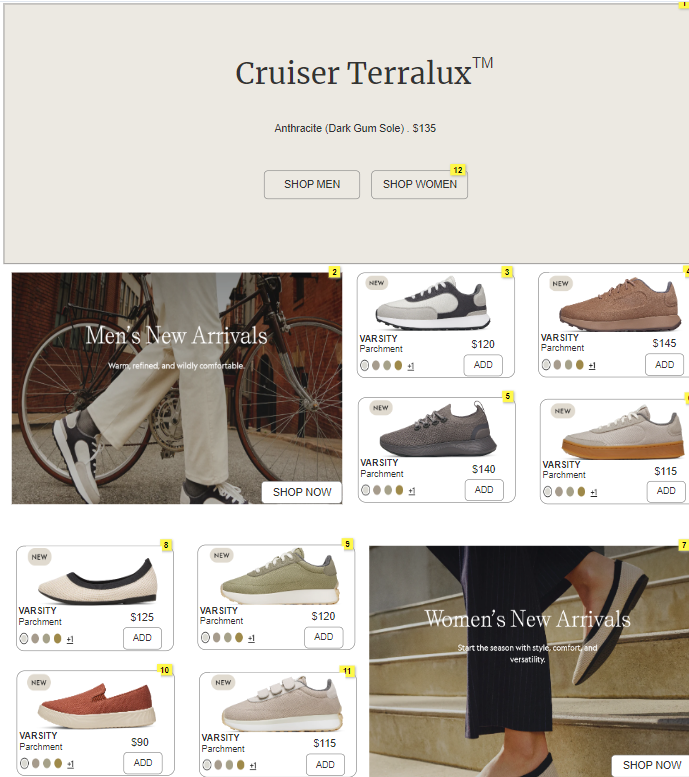 1
Cruiser Terralux™
Anthracite (Dark Gum Sole) . $135
12
SHOP MEN
SHOP WOMEN
2
Men's New Arrivals
Warm, refined, and wildly comfortable.
SHOP NOW
3
NEW
VARSITY
Parchment
$120
+1
ADD
4
NEW
VARSITY
Parchment
$145
+1
ADD
5
NEW
VARSITY
Parchment
$140
+1
ADD
NEW
VARSITY
Parchment
$115
+1
ADD
8
NEW
VARSITY
Parchment
$125
+1
ADD
9
NEW
VARSITY
Parchment
$120
+1
ADD
7
Women's New Arrivals
Start the season with style, comfort, and
versatility.
SHOP NOW
10
NEW
VARSITY
Parchment
$90
+1
ADD
11
NEW
VARSITY
Parchment
$115
+1
ADD